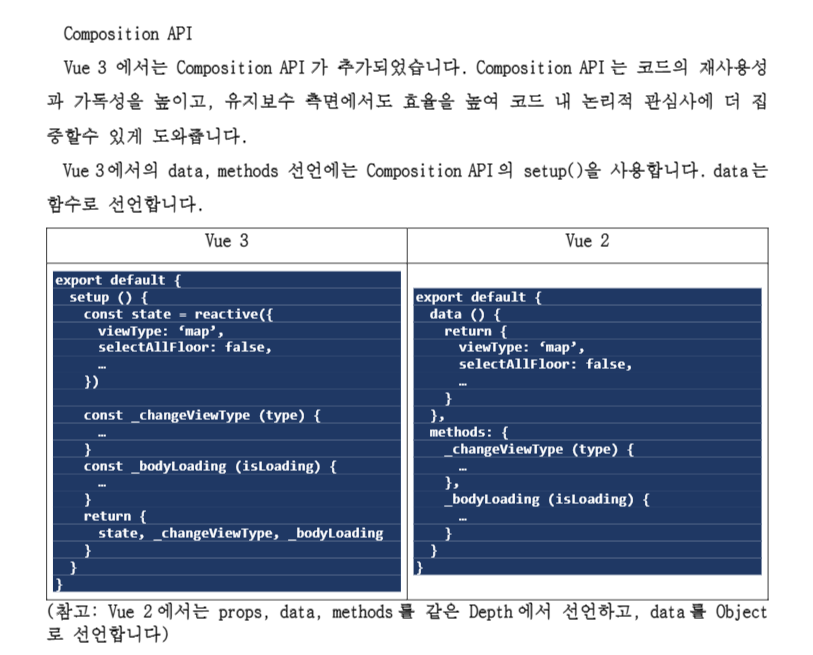 Composition API
Vue 3 에서는 Composition API 가 추가되었습니다. Composition API 는 코드의 재사용성
과 가독성을 높이고, 유지보수 측면에서도 효율을 높여 코드 내 논리적 관심사에 더 집
중할수 있게 도와줍니다.
Vue 3 에서의 data, methods 선언에는 Composition API 의 setup()을 사용합니다. data 는
함수로 선언합니다.
Vue 3
export default {
  setup () {
    const state = reactive({
      viewType: ‘map’,
      selectAllFloor: false,
      …
    })

    const _changeViewType (type) {
      …
    }
    const _bodyLoading (isLoading) {
      …
    }
    return {
      state, _changeViewType, _bodyLoading
    }
  }
}
Vue 2
export default {
  data () {
    return {
      viewType: ‘map’,
      selectAllFloor: false,
      …
    }
  },
  methods: {
    _changeViewType (type) {
      …
    },
    _bodyLoading (isLoading) {
      …
    }
  }
}
(참고: Vue 2 에서는 props, data, methods 를 같은 Depth 에서 선언하고, data 를 Object
로 선언합니다)